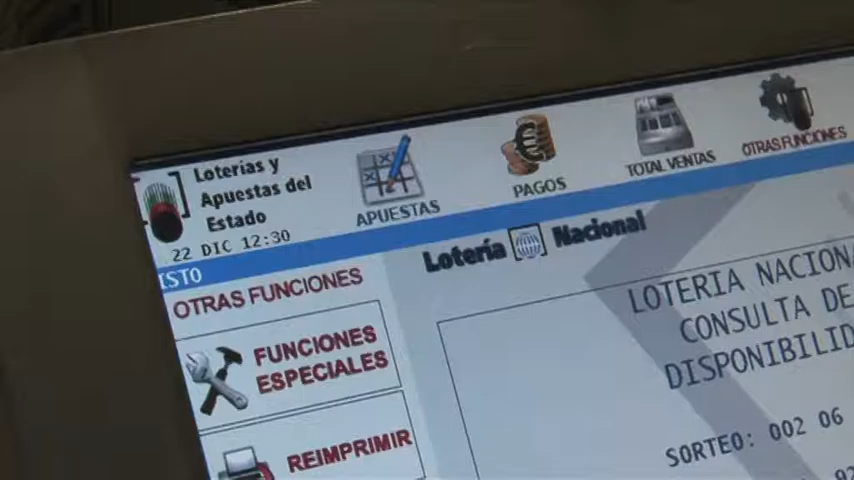 Loterías y
Apuestas del
Estado
22 DIC 12:30
APUESTAS
PAGOS
TOTAL VENTAS
OTRAS FUNCIONES
ISTO
OTRAS FUNCIONES
FUNCIONES
ESPECIALES
REIMPRIMIR
Lotería Nacional
LOTERIA NACION
CONSULTA DE
DISPONIBILID
SORTEO: 002 06